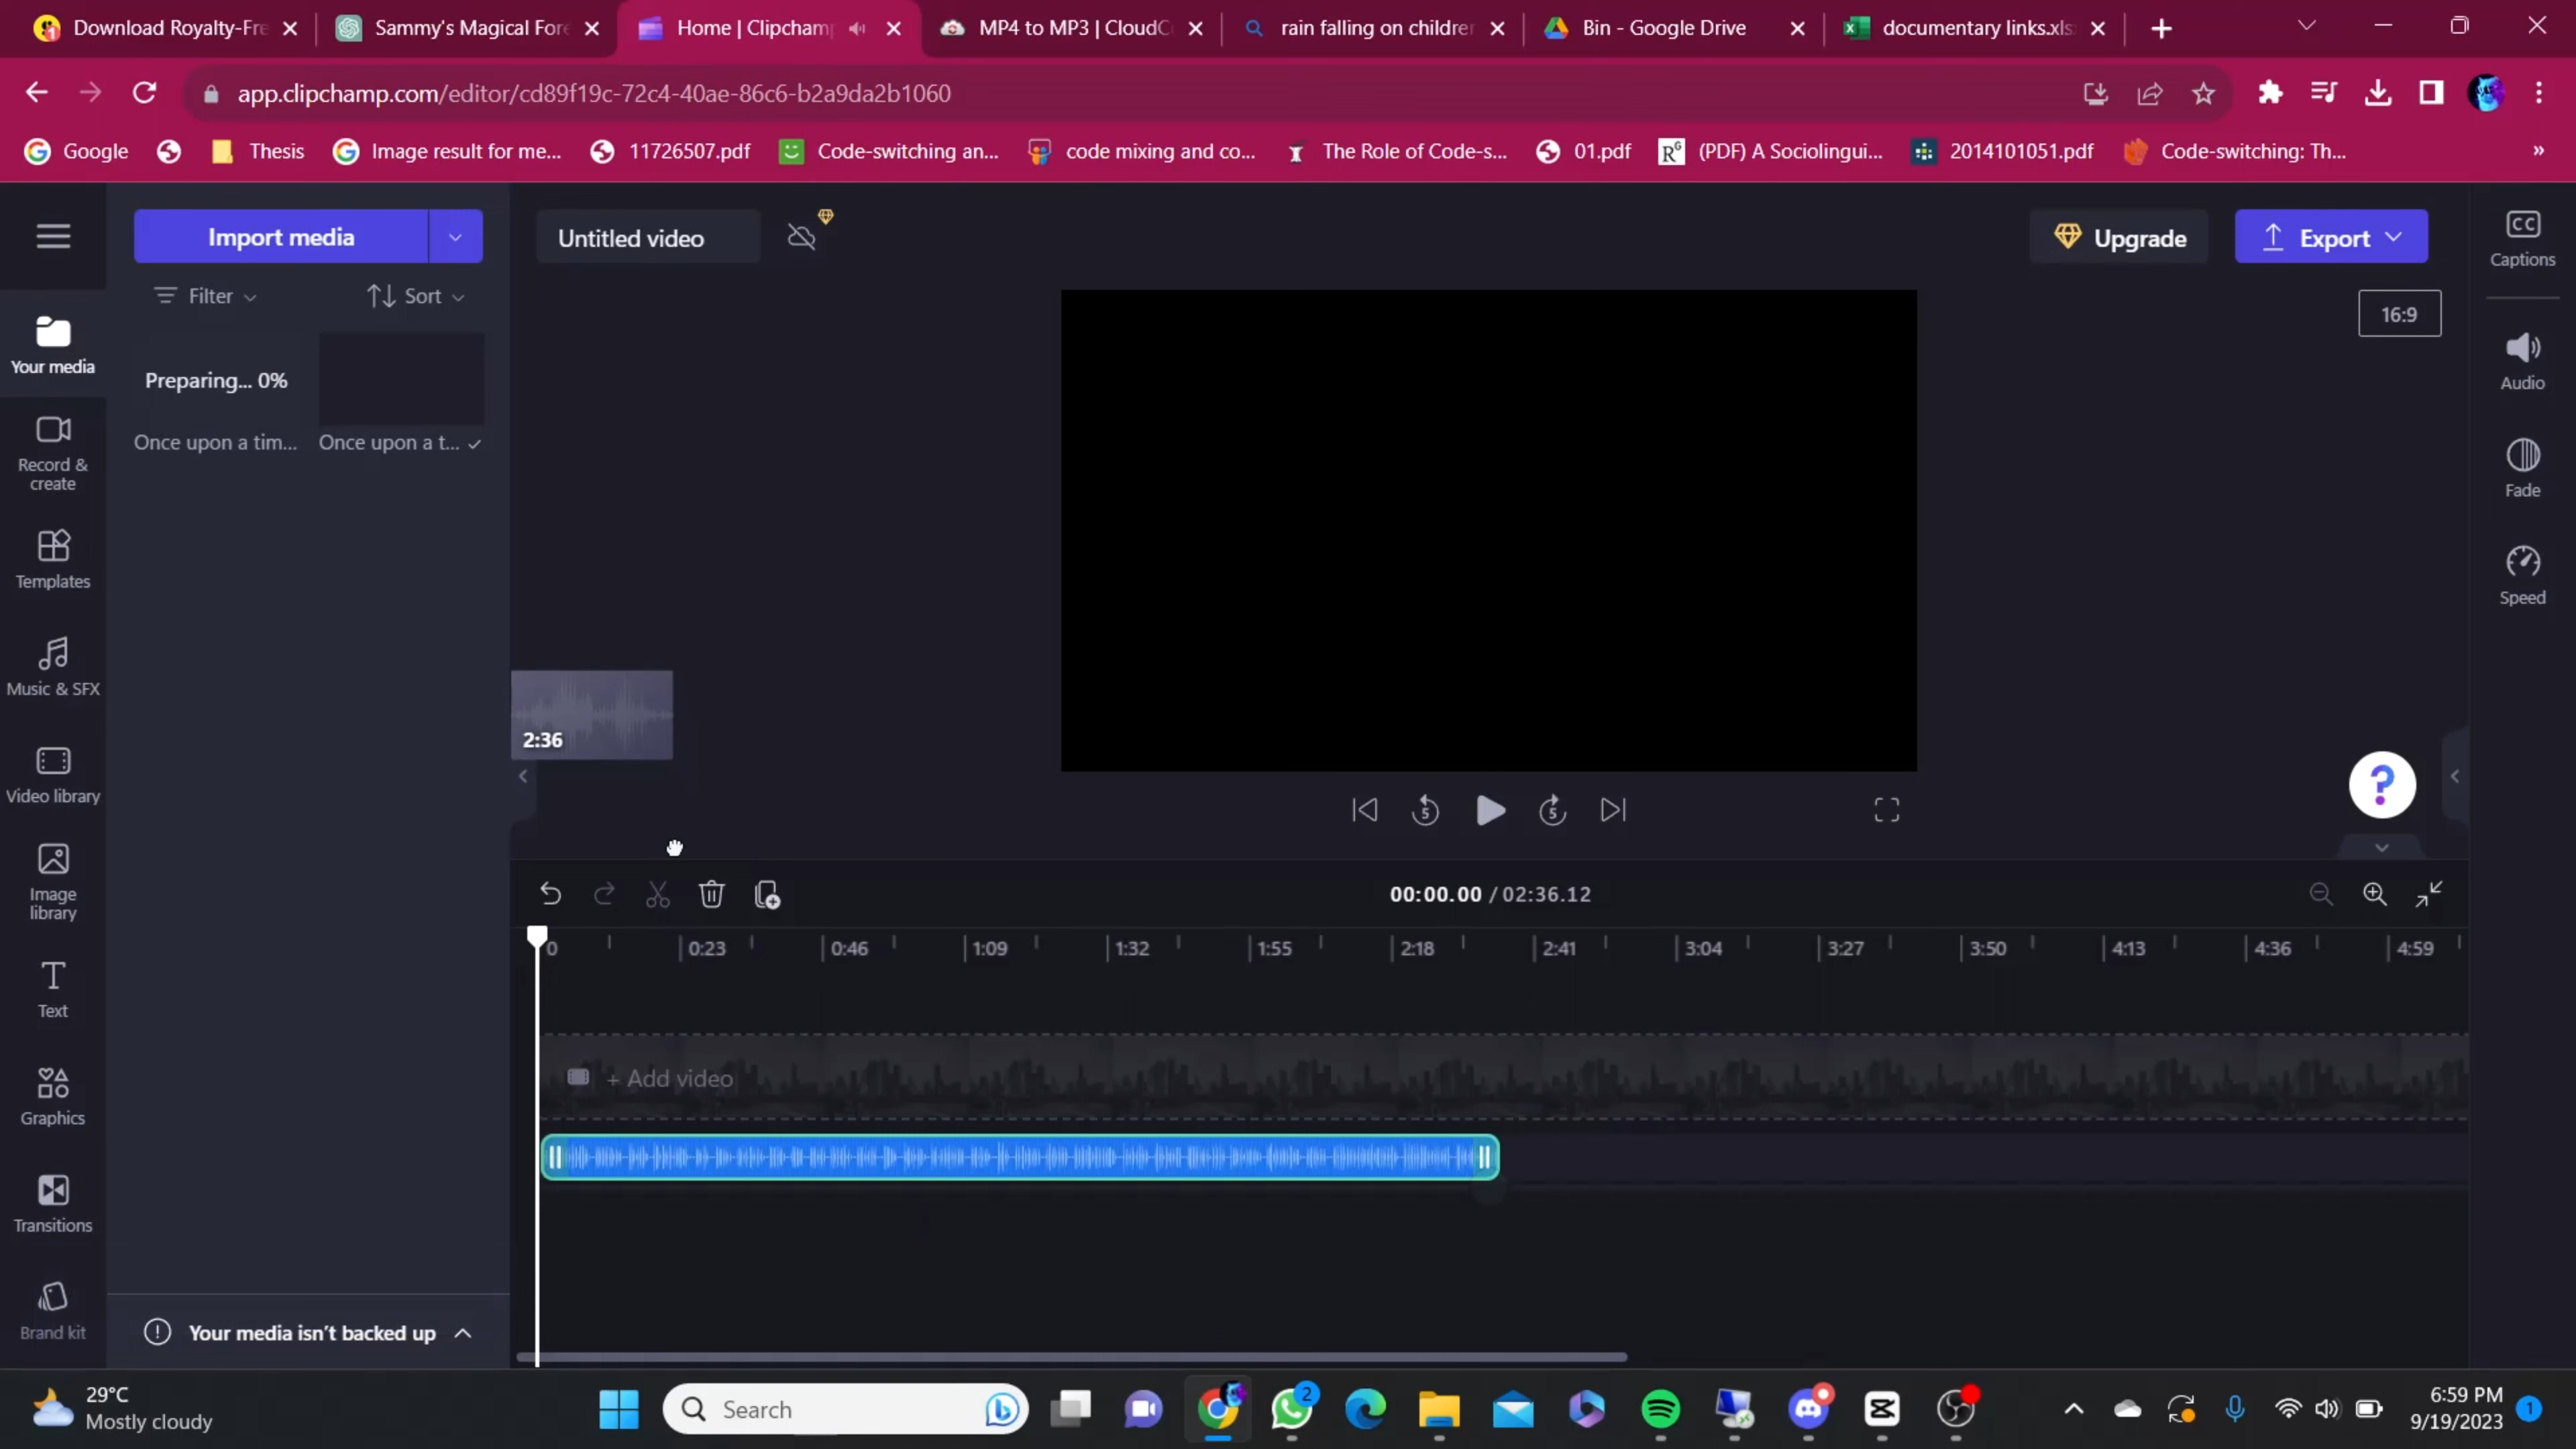 Download Royalty-Fre
Sammy's Magical Fore
Home | Clipcham
MP4 to MP3 | CloudC
rain falling on childre
Bin - Google Drive
documentary links.xls
app.clipchamp.com/editor/cd89f19c-72c4-40ae-86c6-b2a9da2b1060
Google
Thesis
Image result for me...
11726507.pdf
Code-switching an...
code mixing and co...
The Role of Code-s...
01.pdf
(PDF) A Sociolingui...
2014101051.pdf
Code-switching: Th...
»
Import media
Untitled video
Upgrade
Export
CC
Captions
Filter
Sort
16:9
Your media
Preparing... 0%
Once upon a tim...
Once upon a t...
Audio
Record &
create
Fade
Templates
Speed
Music & SFX
2:36
Video library
5
5
?
Image
library
00:00.00 / 02:36.12
0
0:23
0:46
1:09
1:32
1:55
2:18
2:41
3:04
3:27
3:50
4:13
4:36
4:59
Text
+ Add video
Graphics
Transitions
Brand kit
Your media isn't backed up
29°C
Mostly cloudy
Search
2
6:59 PM
9/19/2023
1